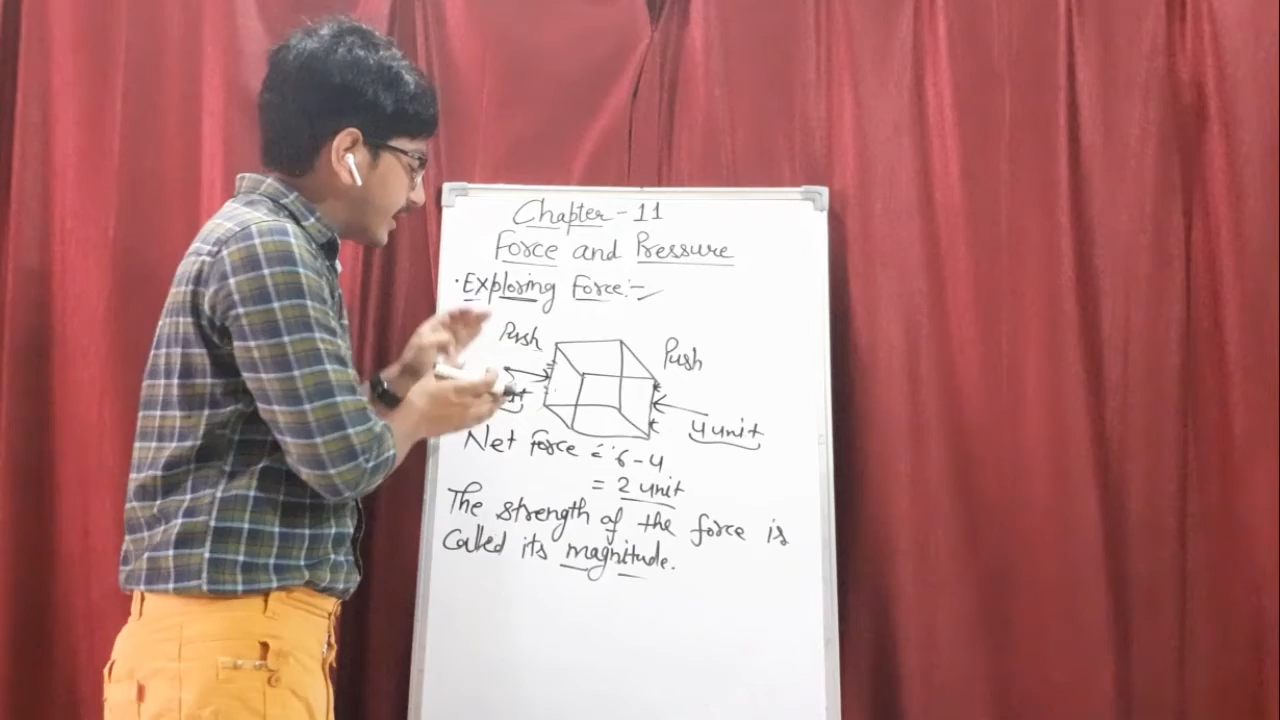 Chapter - 11
Force and Pressure
· Exploring Force:-
Push
Push
4 unit
Net force = 6 - 4
= 2 unit
The strength of the force is
called its magnitude.